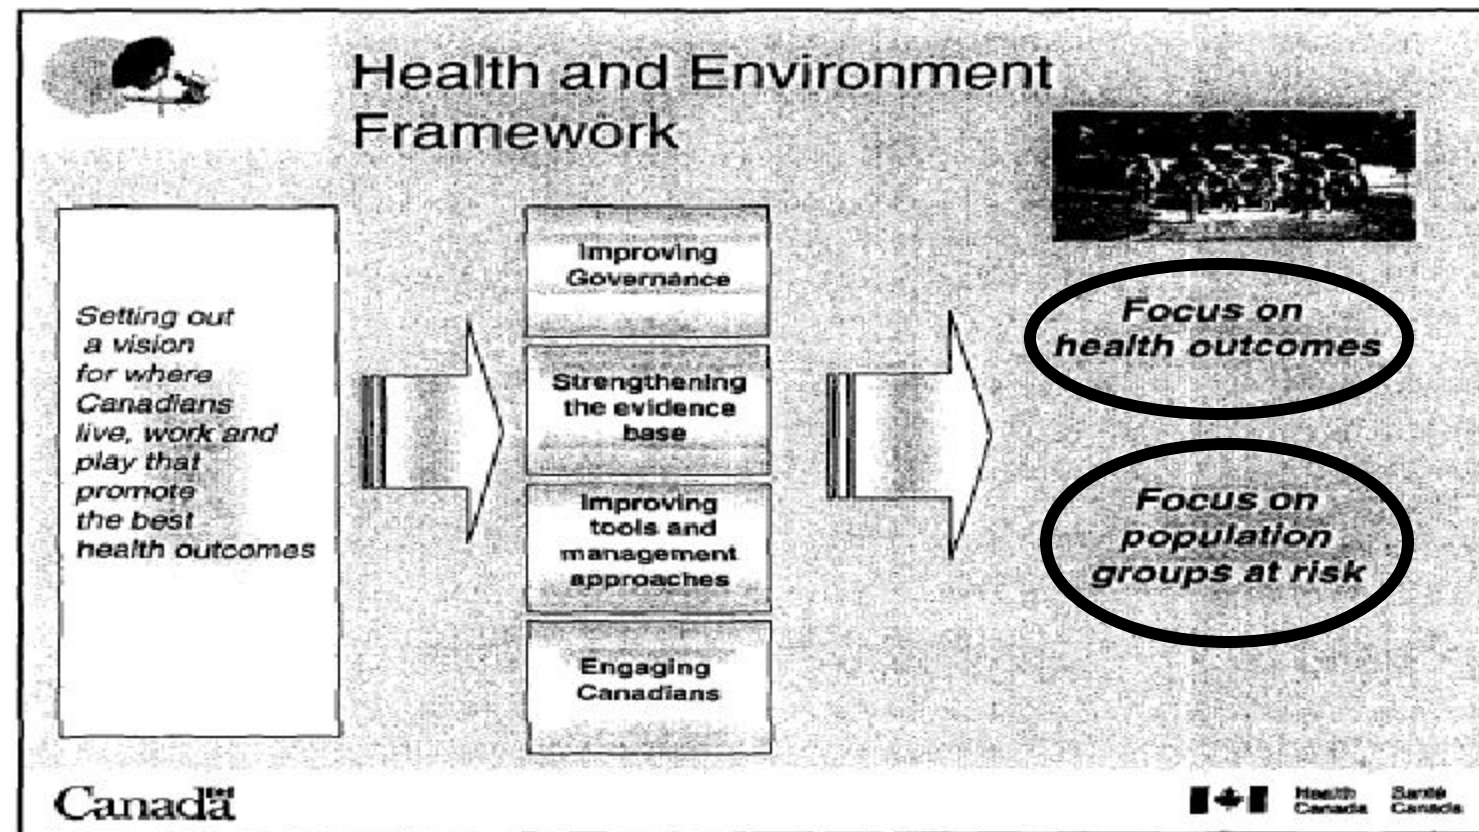 Health and Environment
Framework
Setting out
a vision
for where
Canadians
live, work and
play that
promote
the best
health outcomes
Improving
Governance
Strengthening
the evidence
base
Improving
tools and
management
approaches
Engaging
Canadians
Focus on
health outcomes
Focus on
population
groups at risk
Canada
Health
Canada
Santé
Canada